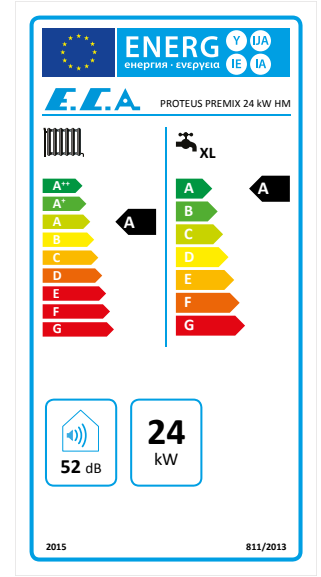 ENERG Y IJA
енергия · ενεργεια IE IA
E.C.A
PROTEUS PREMIX 24 kW HM
XL
A++
A+
A
B
C
D
E
F
G
A
A
B
C
D
E
F
G
A
52 dB
24
kW
2015
811/2013